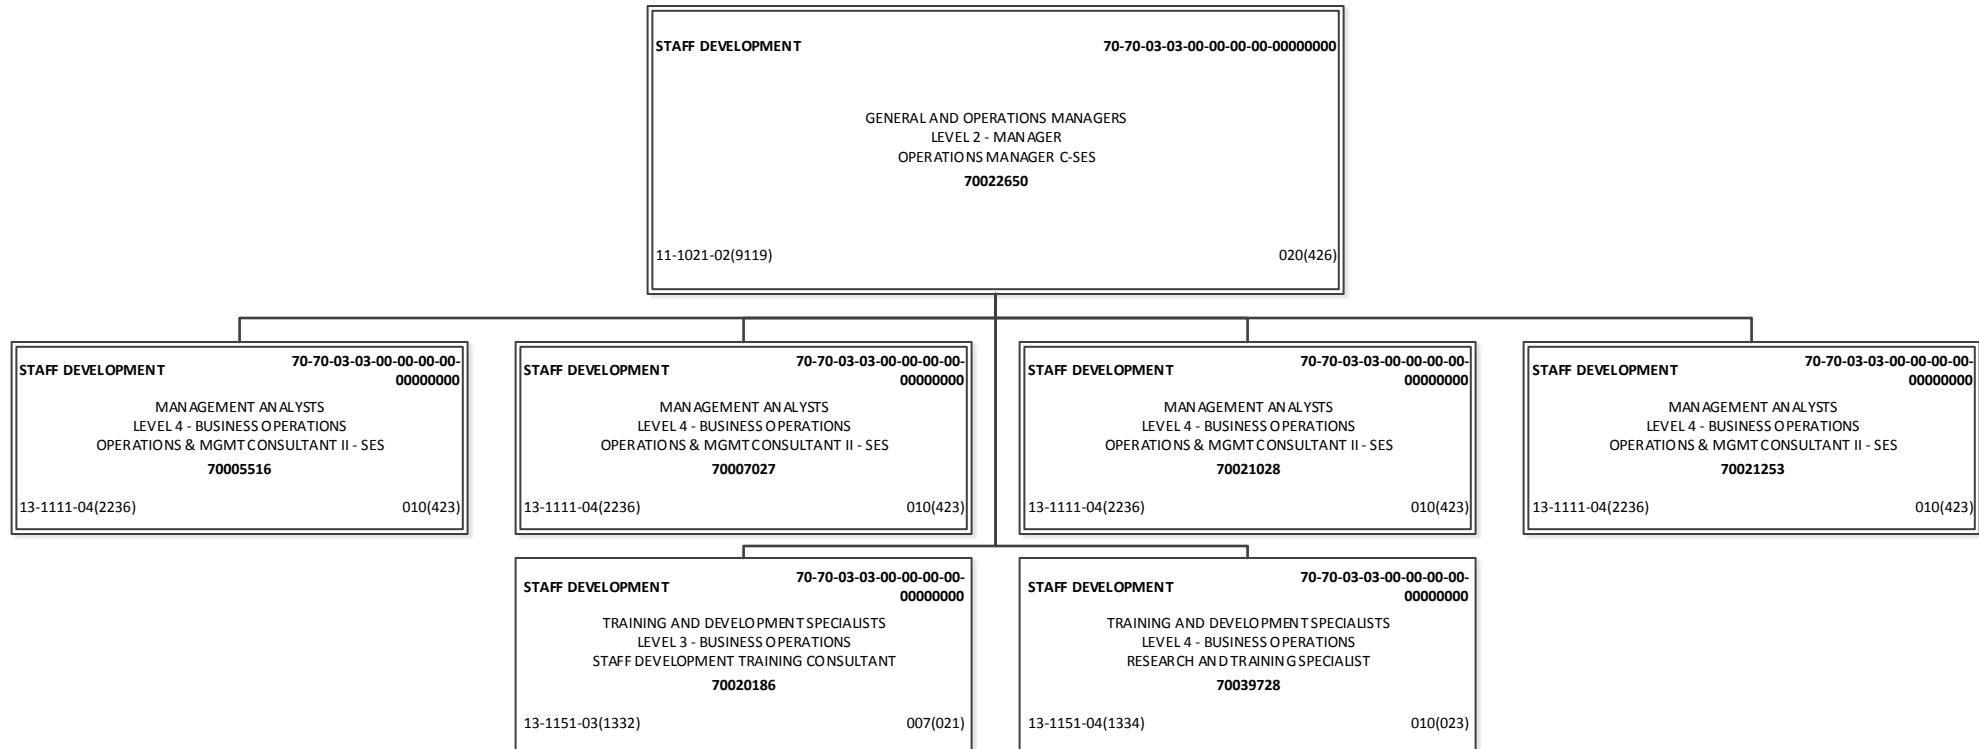 STAFF DEVELOPMENT 70-70-03-03-00-00-00-00-00000000
GENERAL AND OPERATIONS MANAGERS
LEVEL 2 - MANAGER
OPERATIONS MANAGER C-SES
70022650
11-1021-02(9119) 020(426)
STAFF DEVELOPMENT 70-70-03-03-00-00-00-00-
00000000
MANAGEMENT ANALYSTS
LEVEL 4 - BUSINESS OPERATIONS
OPERATIONS & MGMT CONSULTANT II - SES
70005516
13-1111-04(2236) 010(423)
STAFF DEVELOPMENT 70-70-03-03-00-00-00-00-
00000000
MANAGEMENT ANALYSTS
LEVEL 4 - BUSINESS OPERATIONS
OPERATIONS & MGMT CONSULTANT II - SES
70007027
13-1111-04(2236) 010(423)
STAFF DEVELOPMENT 70-70-03-03-00-00-00-00-
00000000
MANAGEMENT ANALYSTS
LEVEL 4 - BUSINESS OPERATIONS
OPERATIONS & MGMT CONSULTANT II - SES
70021028
13-1111-04(2236) 010(423)
STAFF DEVELOPMENT 70-70-03-03-00-00-00-00-
00000000
MANAGEMENT ANALYSTS
LEVEL 4 - BUSINESS OPERATIONS
OPERATIONS & MGMT CONSULTANT II - SES
70021253
13-1111-04(2236) 010(423)
STAFF DEVELOPMENT 70-70-03-03-00-00-00-00-
00000000
TRAINING AND DEVELOPMENT SPECIALISTS
LEVEL 3 - BUSINESS OPERATIONS
STAFF DEVELOPMENT TRAINING CONSULTANT
70020186
13-1151-03(1332) 007(021)
STAFF DEVELOPMENT 70-70-03-03-00-00-00-00-
00000000
TRAINING AND DEVELOPMENT SPECIALISTS
LEVEL 4 - BUSINESS OPERATIONS
RESEARCH AND TRAINING SPECIALIST
70039728
13-1151-04(1334) 010(023)